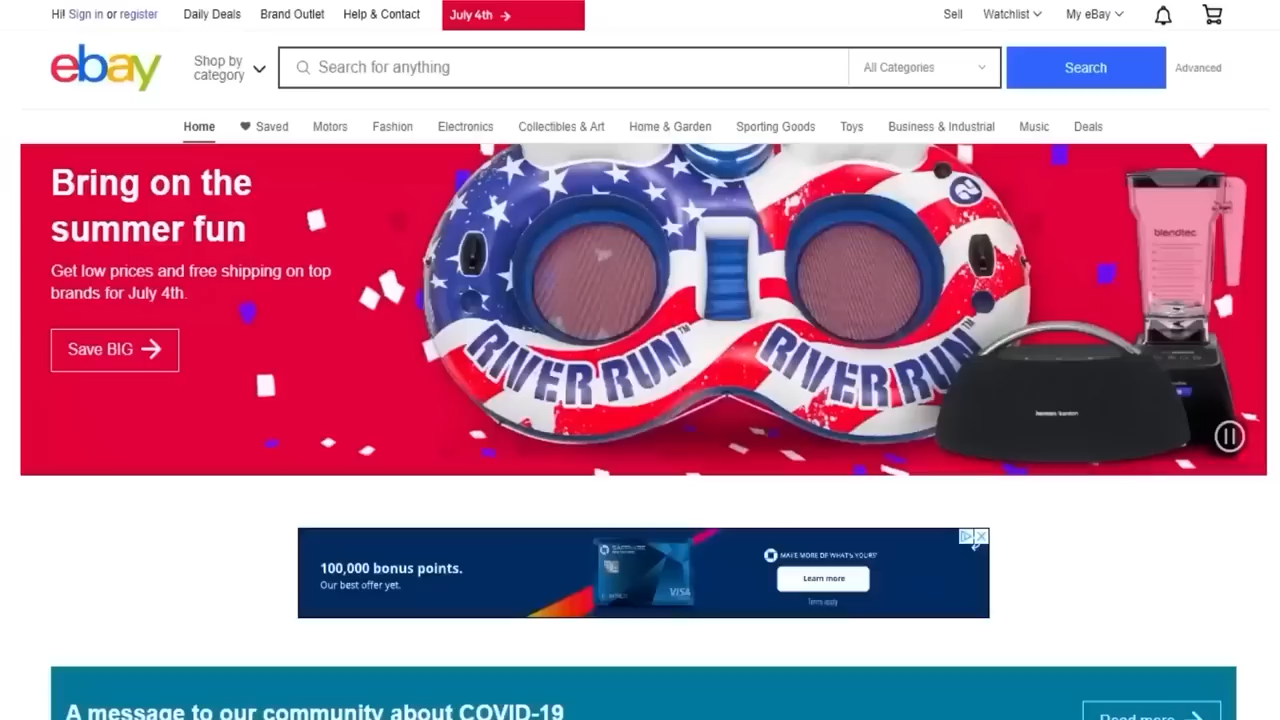 Hi! Sign in or register
Daily Deals
Brand Outlet
Help & Contact
July 4th
Sell
Watchlist
My eBay
ebay
Shop by
category
Search for anything
All Categories
Search
Advanced
Home
Saved
Motors
Fashion
Electronics
Collectibles & Art
Home & Garden
Sporting Goods
Toys
Business & Industrial
Music
Deals
Bring on the
summer fun
Get low prices and free shipping on top
brands for July 4th.
Save BIG
RIVER RUN™
RIVER RUN™
blendtec
harman kardon
100,000 bonus points.
Our best offer yet.
VISA
MAKE MORE OF WHAT'S YOURS®
Learn more
Terms apply
A message to our community about COVID-19
Read more